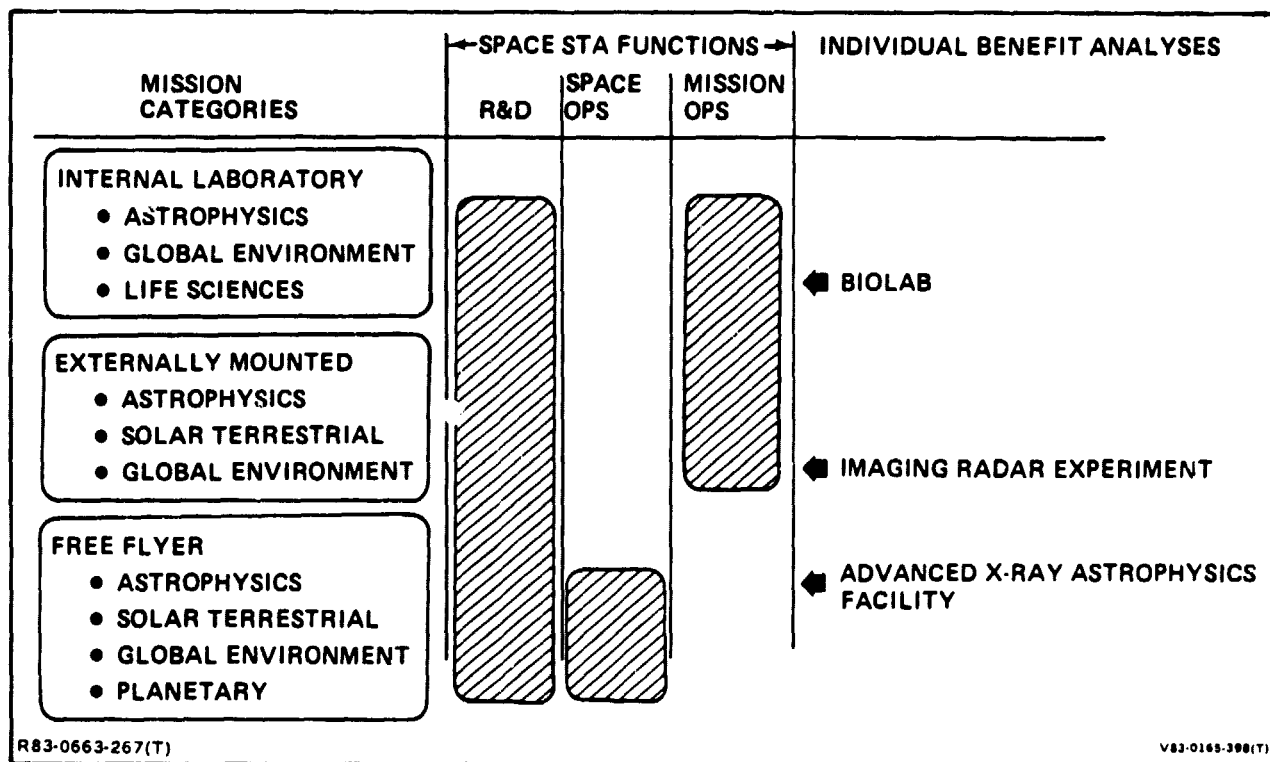 SPACE STA FUNCTIONS
INDIVIDUAL BENEFIT ANALYSES
MISSION
CATEGORIES
R&D
SPACE
OPS
MISSION
OPS
INTERNAL LABORATORY
• ASTROPHYSICS
• GLOBAL ENVIRONMENT
• LIFE SCIENCES
BIOLAB
EXTERNALLY MOUNTED
• ASTROPHYSICS
• SOLAR TERRESTRIAL
• GLOBAL ENVIRONMENT
IMAGING RADAR EXPERIMENT
FREE FLYER
• ASTROPHYSICS
• SOLAR TERRESTRIAL
• GLOBAL ENVIRONMENT
• PLANETARY
ADVANCED X-RAY ASTROPHYSICS
FACILITY
R83-0663-267(T)
V83-0165-398(T)